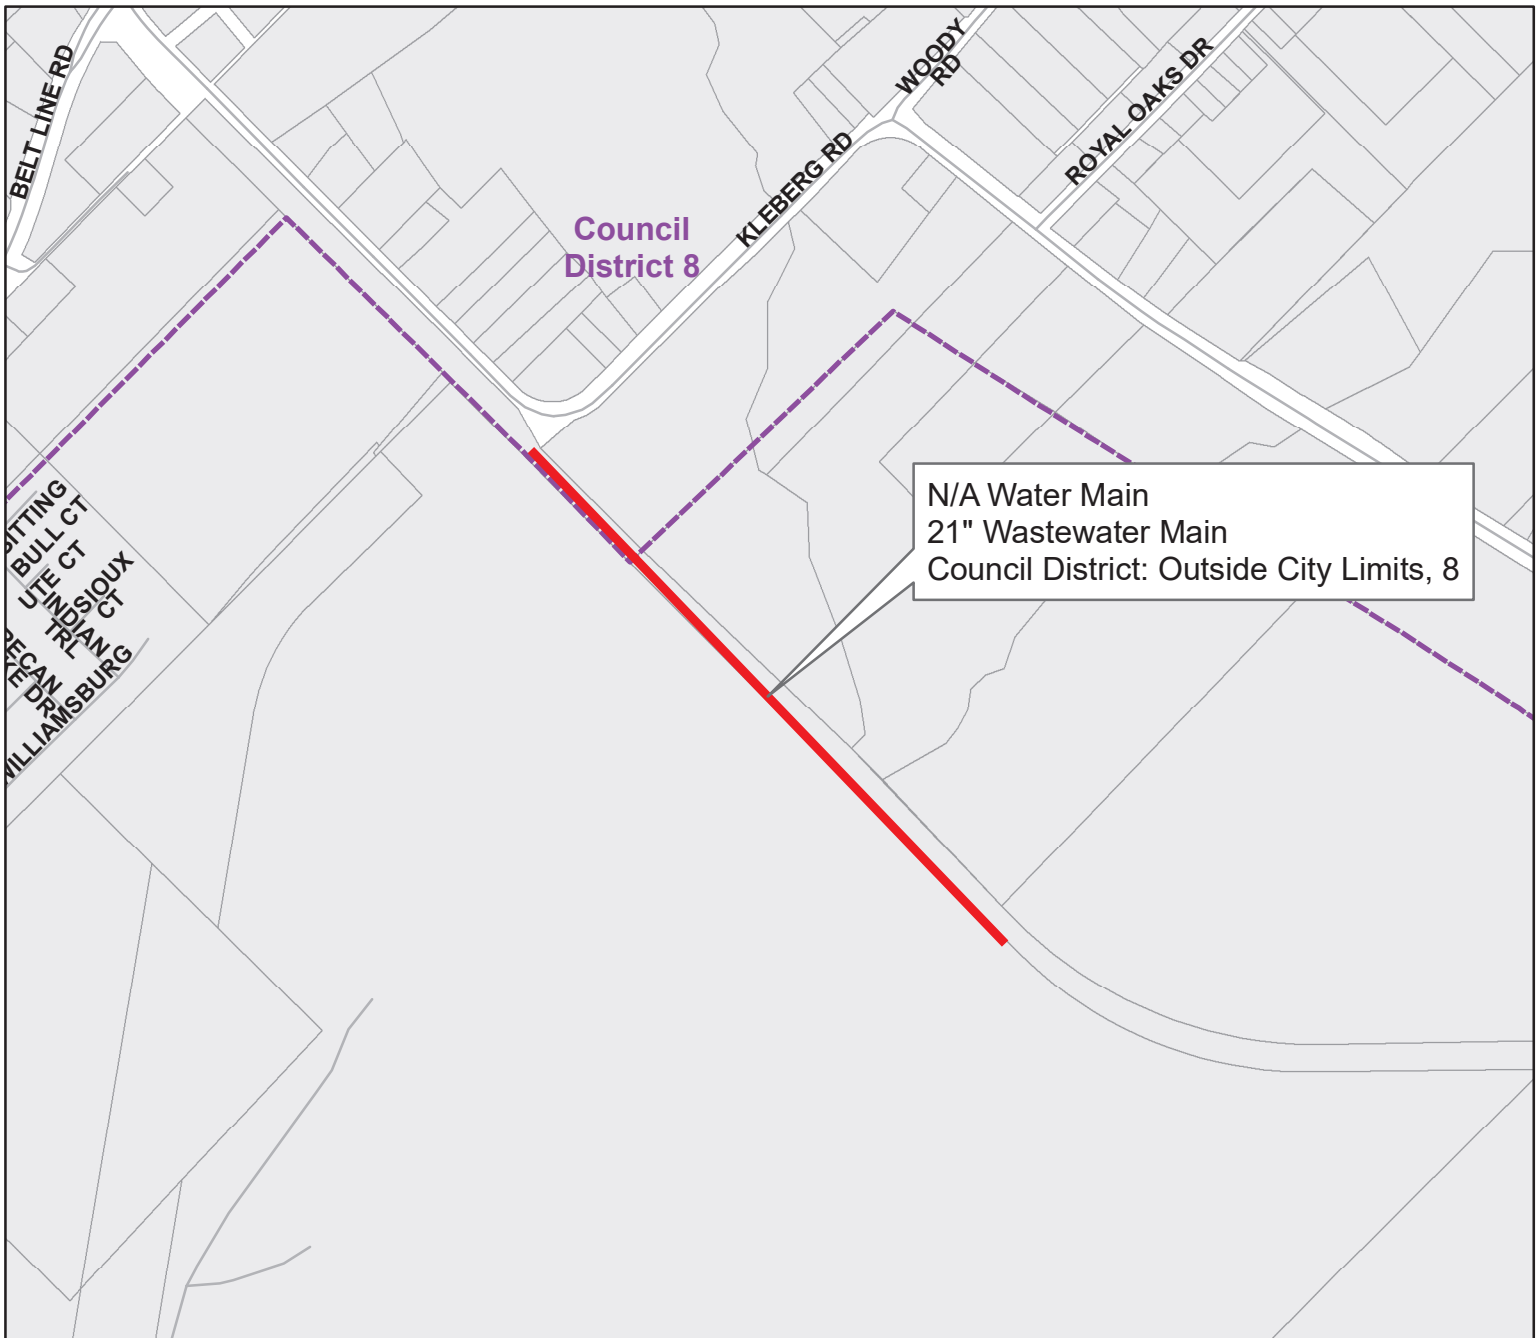 BELT LINE RD
WOODY
RD
ROYAL OAKS DR
KLEBERG RD
Council
District 8
N/A Water Main
21" Wastewater Main
Council District: Outside City Limits, 8
BULL CT
UTE CT
SIOUX
CT
INDIAN
TRL
DR